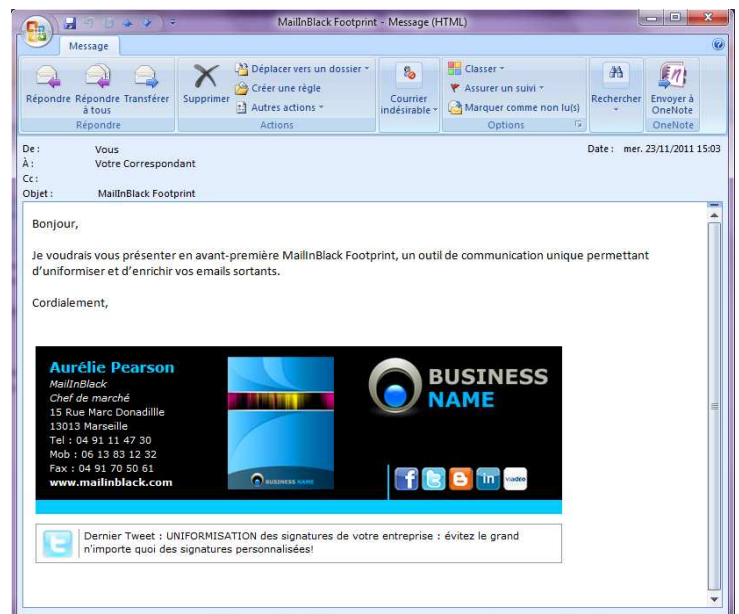 MailInBlack Footprint - Message (HTML)
Message
Répondre Répondre à tous Transférer
Répondre
Supprimer
Déplacer vers un dossier
Créer une règle
Autres actions
Actions
Courrier indésirable
Classer
Assurer un suivi
Marquer comme non lu(s)
Options
Rechercher
Envoyer à OneNote
OneNote
De : Vous
Date : mer. 23/11/2011 15:03
À : Votre Correspondant
Cc :
Objet : MailInBlack Footprint
Bonjour,
Je voudrais vous présenter en avant-première MailInBlack Footprint, un outil de communication unique permettant
d'uniformiser et d'enrichir vos emails sortants.
Cordialement,
Aurélie Pearson
MailInBlack
Chef de marché
15 Rue Marc Donadillle
13013 Marseille
Tel : 04 91 11 47 30
Mob : 06 13 83 12 32
Fax : 04 91 70 50 61
www.mailinblack.com
BUSINESS NAME
BUSINESS
NAME
f t B in viadeo
Dernier Tweet : UNIFORMISATION des signatures de votre entreprise : évitez le grand
n'importe quoi des signatures personnalisées!